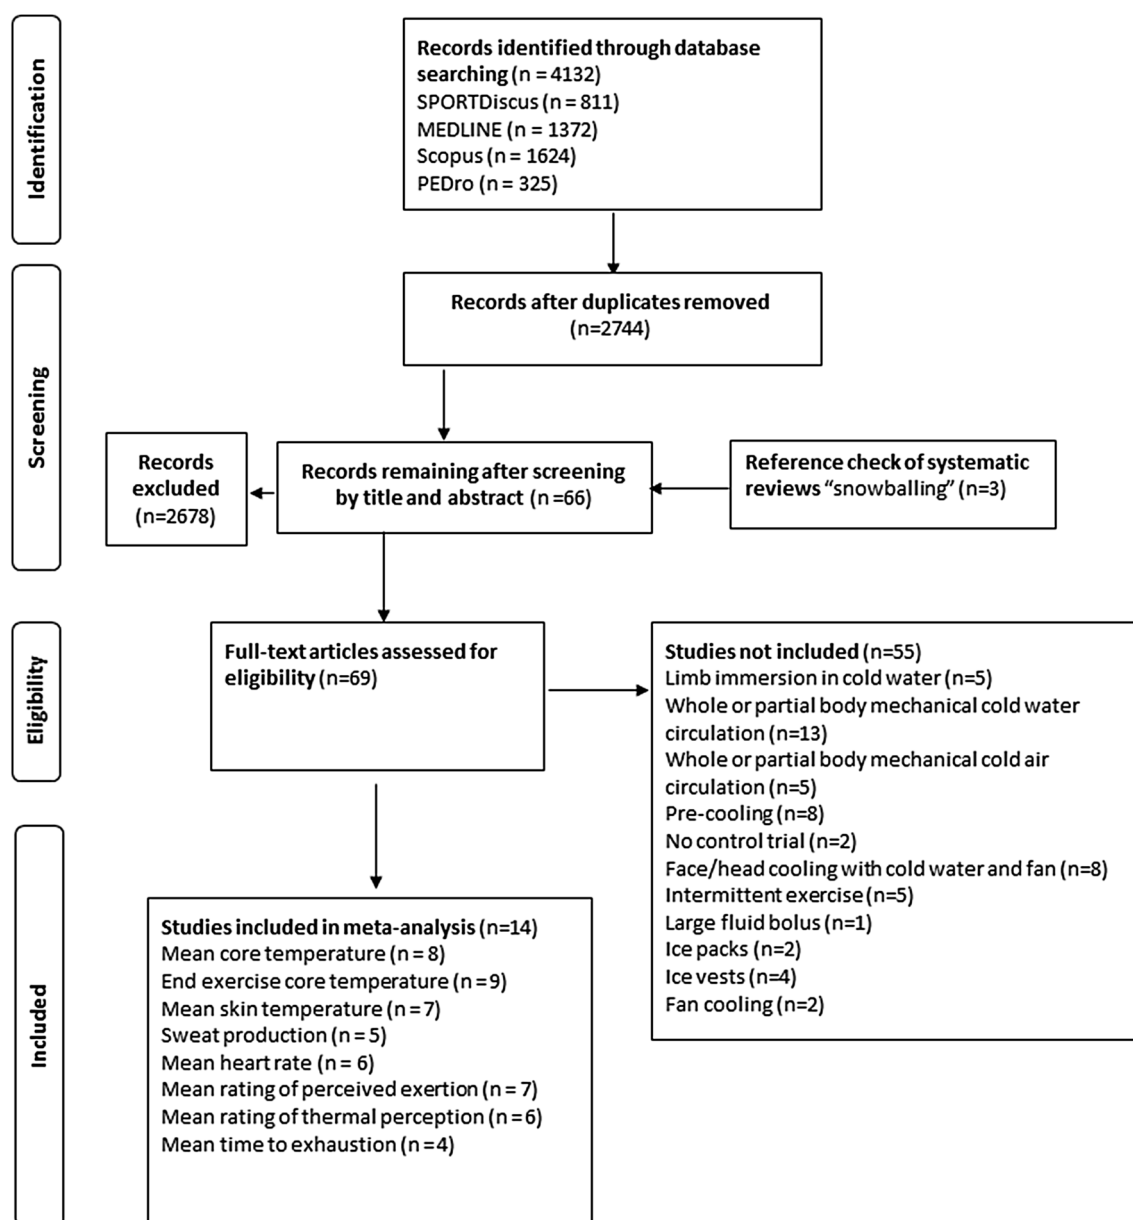 Identification
Records identified through database
searching (n = 4132)
SPORTDiscus (n = 811)
MEDLINE (n = 1372)
Scopus (n = 1624)
PEDro (n = 325)
Screening
Records after duplicates removed
(n=2744)
Records
excluded
(n=2678)
Records remaining after screening
by title and abstract (n =66)
Reference check of systematic
reviews “snowballing” (n=3)
Eligibility
Full-text articles assessed for
eligibility (n=69)
Studies not included (n=55)
Limb immersion in cold water (n=5)
Whole or partial body mechanical cold water
circulation (n=13)
Whole or partial body mechanical cold air
circulation (n=5)
Pre-cooling (n=8)
No control trial (n=2)
Face/head cooling with cold water and fan (n=8)
Intermittent exercise (n=5)
Large fluid bolus (n=1)
Ice packs (n=2)
Ice vests (n=4)
Fan cooling (n=2)
Included
Studies included in meta-analysis (n=14)
Mean core temperature (n = 8)
End exercise core temperature (n = 9)
Mean skin temperature (n = 7)
Sweat production (n = 5)
Mean heart rate (n = 6)
Mean rating of perceived exertion (n = 7)
Mean rating of thermal perception (n = 6)
Mean time to exhaustion (n = 4)